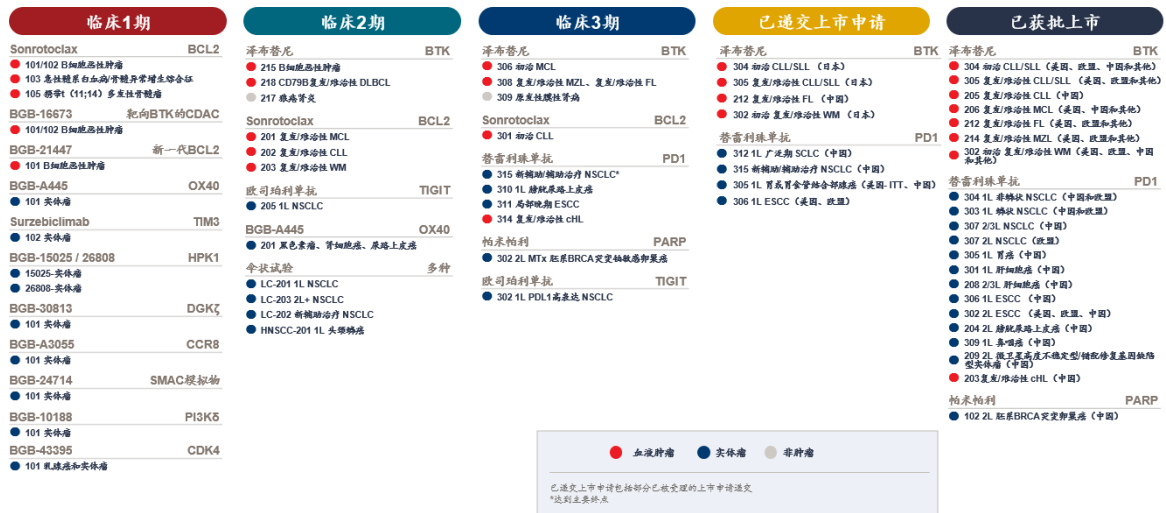 临床1期
Sonrotoclax BCL2
101/102 B细胞恶性肿瘤
103 急性髓系白血病/骨髓异常增生综合征
105 携带t（11;14）多发性骨髓瘤
BGB-16673 靶向BTK的CDAC
101/102 B细胞恶性肿瘤
BGB-21447 新一代BCL2
101 B细胞恶性肿瘤
BGB-A445 OX40
101 实体瘤
Surzebiclimab TIM3
102 实体瘤
BGB-15025 / 26808 HPK1
15025-实体瘤
26808-实体瘤
BGB-30813 DGKζ
101 实体瘤
BGB-A3055 CCR8
101 实体瘤
BGB-24714 SMAC模拟物
101 实体瘤
BGB-10188 PI3Kδ
101 实体瘤
BGB-43395 CDK4
101 乳腺癌和实体瘤
临床2期
泽布替尼 BTK
215 B细胞恶性肿瘤
218 CD79B复发/难治性 DLBCL
217 狼疮肾炎
Sonrotoclax BCL2
201 复发/难治性 MCL
202 复发/难治性 CLL
203 复发/难治性 WM
欧司珀利单抗 TIGIT
205 1L NSCLC
BGB-A445 OX40
201 黑色素瘤、肾细胞癌、尿路上皮癌
伞状试验 多种
LC-201 1L NSCLC
LC-203 2L+ NSCLC
LC-202 新辅助治疗 NSCLC
HNSCC-201 1L 头颈鳞癌
临床3期
泽布替尼 BTK
306 初治 MCL
308 复发/难治性 MZL、复发/难治性 FL
309 原发性膜性肾病
Sonrotoclax BCL2
301 初治 CLL
替雷利珠单抗 PD1
315 新辅助/辅助治疗 NSCLC*
310 1L 膀胱尿路上皮癌
311 局部晚期 ESCC
314 复发/难治性 cHL
帕米帕利 PARP
302 2L MTx 胚系BRCA突变铂敏感卵巢癌
欧司珀利单抗 TIGIT
302 1L PDL1高表达 NSCLC
已递交上市申请
泽布替尼 BTK
304 初治 CLL/SLL （日本）
305 复发/难治性 CLL/SLL（日本）
212 复发/难治性 FL （中国）
302 初治 复发/难治性 WM （日本）
替雷利珠单抗 PD1
312 1L 广泛期 SCLC（中国）
315 新辅助/辅助治疗 NSCLC（中国）
305 1L 胃或胃食管结合部腺癌（美国- ITT、中国）
306 1L ESCC（美国、欧盟）
已获批上市
泽布替尼 BTK
304 初治 CLL/SLL（美国、欧盟、中国和其他）
305 复发/难治性 CLL/SLL （美国、欧盟、中国和其他）
205 复发/难治性 CLL（中国）
206 复发/难治性 MCL（美国、中国和其他）
212 复发/难治性 FL（美国、欧盟和其他）
214 复发/难治性 MZL（美国、欧盟和其他）
302 初治 复发/难治性 WM（美国、欧盟、中国
和其他）
替雷利珠单抗 PD1
304 1L 非鳞状 NSCLC（中国和欧盟）
303 1L 鳞状 NSCLC（中国和欧盟）
307 2/3L NSCLC（中国）
307 2L NSCLC（欧盟）
305 1L 胃癌（中国）
301 1L 肝细胞癌（中国）
208 2/3L 肝细胞癌（中国）
306 1L ESCC （中国）
302 2L ESCC （美国、欧盟、中国）
204 2L 膀胱尿路上皮癌（中国）
309 1L 鼻咽癌（中国）
209 2L 微卫星高度不稳定型/错配修复基因缺陷
型实体瘤（中国）
203复发/难治性 cHL（中国）
帕米帕利 PARP
102 2L 胚系BRCA突变卵巢癌（中国）
血液肿瘤 实体瘤 非肿瘤
已递交上市申请包括部分已被受理的上市申请递交
*达到主要终点